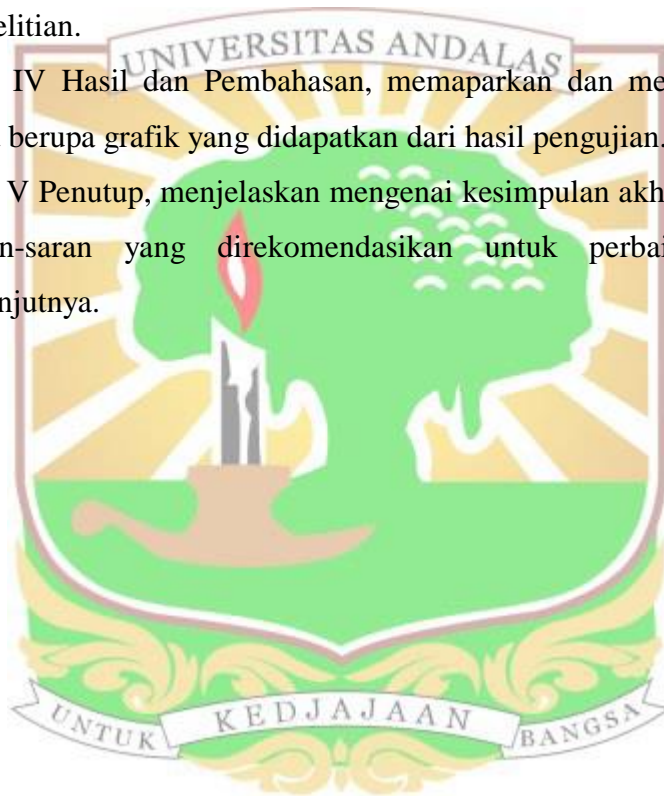 elitian.
UNIVERSITAS ANDALAS
IV Hasil dan Pembahasan, memaparkan dan me
berupa grafik yang didapatkan dari hasil pengujian.
V Penutup, menjelaskan mengenai kesimpulan akh
n-saran yang direkomendasikan untuk perbai
njutnya.
UNTUK KEDJAJAAN BANGSA